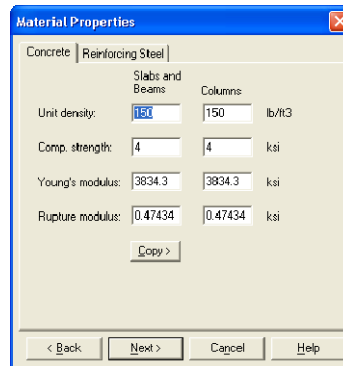 Material Properties
Concrete Reinforcing Steel
Slabs and Beams Columns
Unit density: 150 150 lb/ft3
Comp. strength: 4 4 ksi
Young's modulus: 3834.3 3834.3 ksi
Rupture modulus: 0.47434 0.47434 ksi
Copy >
< Back Next > Cancel Help